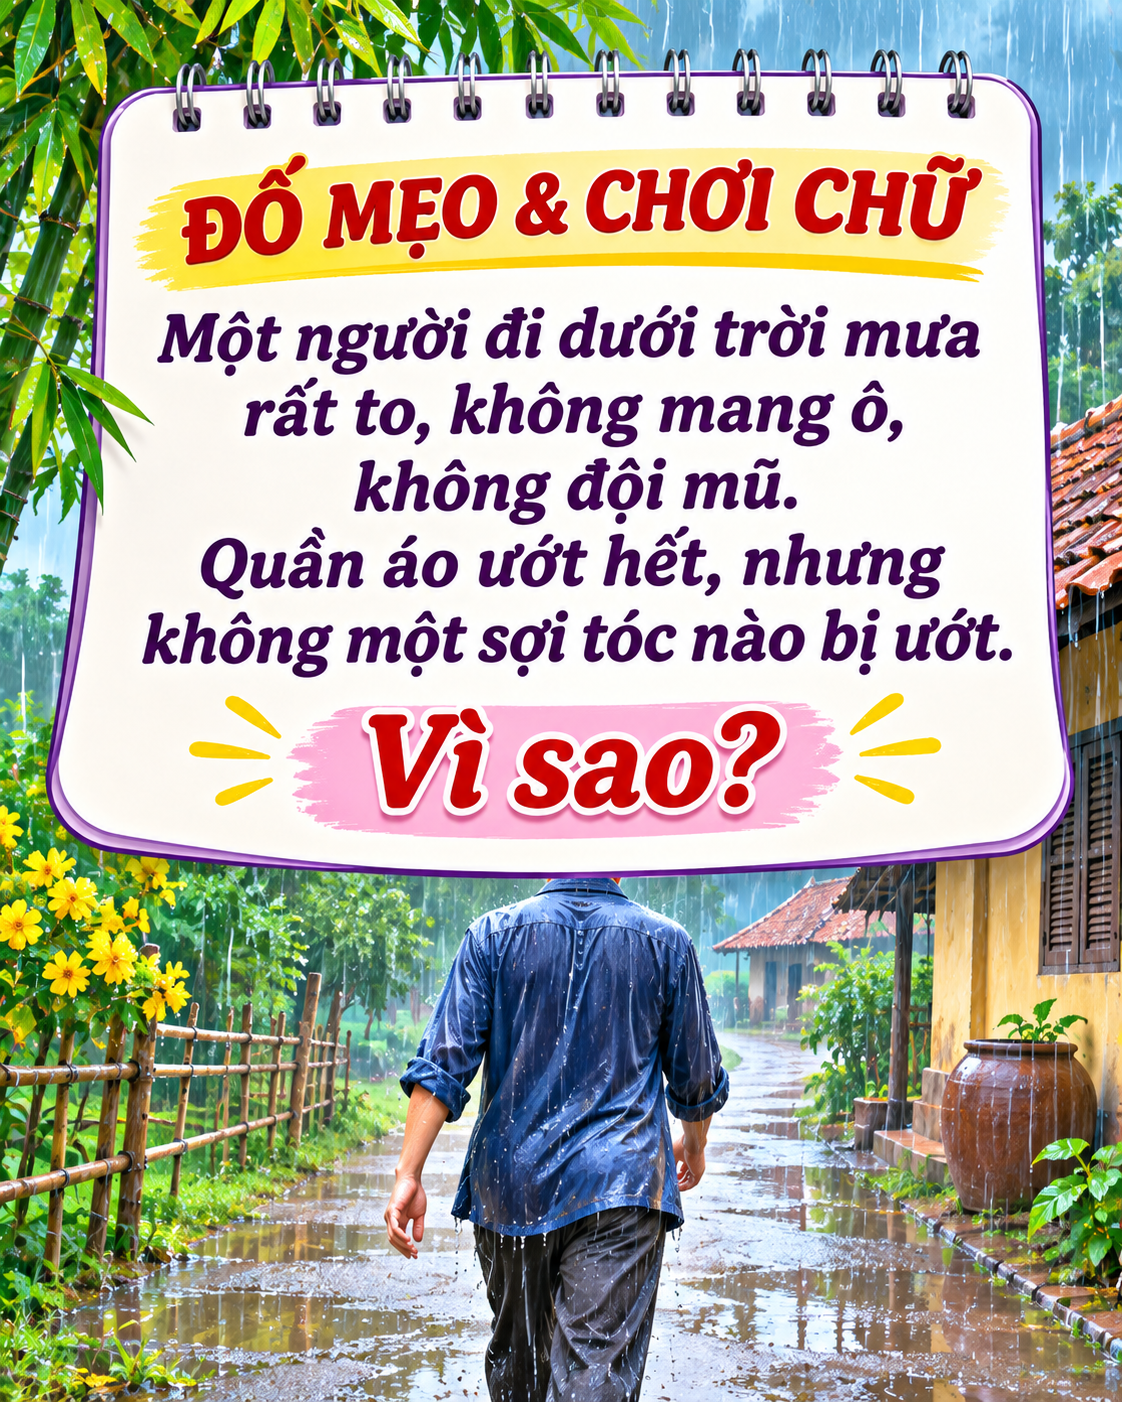 ĐỐ MẸO & CHƠI CHỮ
Một người đi dưới trời mưa
rất to, không mang ô,
không đội mũ.
Quần áo ướt hết, nhưng
không một sợi tóc nào bị ướt.
Vì sao?